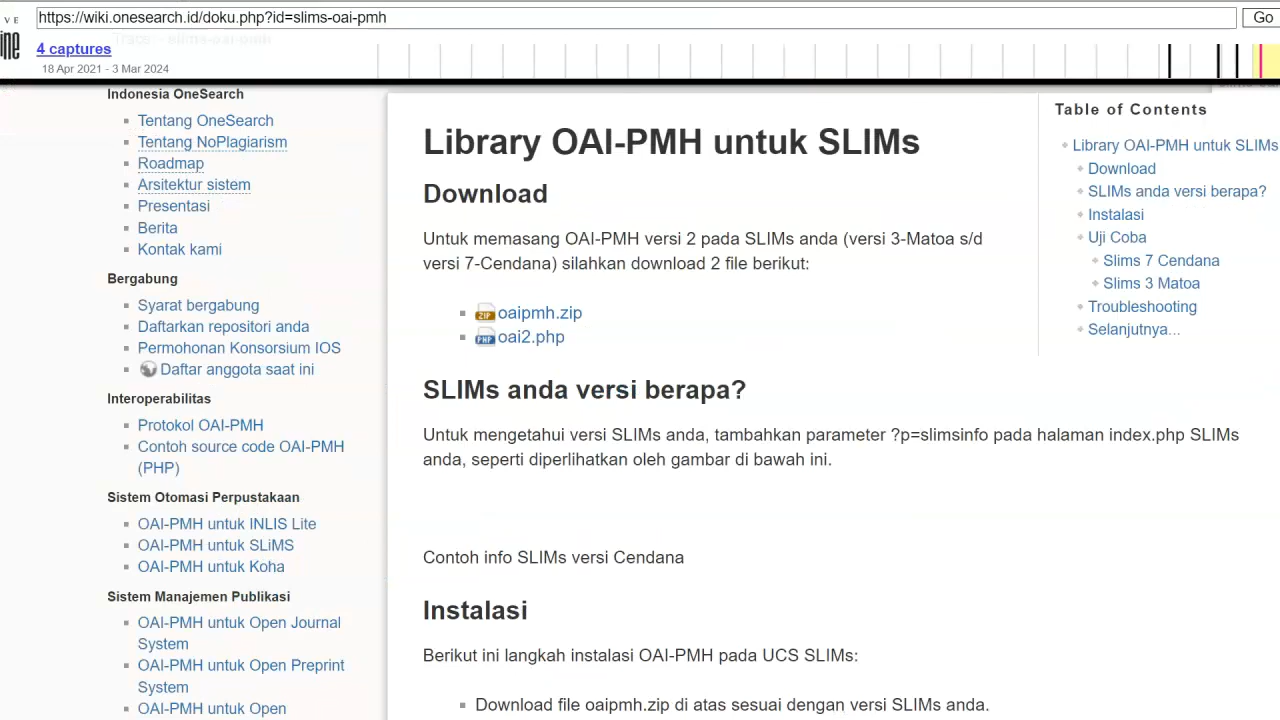 https://wiki.onesearch.id/doku.php?id=slims-oai-pmh
Go
VE
4 captures
18 Apr 2021 - 3 Mar 2024
Indonesia OneSearch
Tentang OneSearch
Tentang NoPlagiarism
Roadmap
Arsitektur sistem
Presentasi
Berita
Kontak kami
Bergabung
Syarat bergabung
Daftarkan repositori anda
Permohonan Konsorsium IOS
Daftar anggota saat ini
Interoperabilitas
Protokol OAI-PMH
Contoh source code OAI-PMH
(PHP)
Sistem Otomasi Perpustakaan
OAI-PMH untuk INLIS Lite
OAI-PMH untuk SLiMS
OAI-PMH untuk Koha
Sistem Manajemen Publikasi
OAI-PMH untuk Open Journal
System
OAI-PMH untuk Open Preprint
System
OAI-PMH untuk Open
Library OAI-PMH untuk SLIMs
Download
Untuk memasang OAI-PMH versi 2 pada SLIMs anda (versi 3-Matoa s/d
versi 7-Cendana) silahkan download 2 file berikut:
ZIP oaipmh.zip
PHP oai2.php
SLIMs anda versi berapa?
Untuk mengetahui versi SLIMs anda, tambahkan parameter ?p=slimsinfo pada halaman index.php SLIMs
anda, seperti diperlihatkan oleh gambar di bawah ini.
Contoh info SLIMs versi Cendana
Instalasi
Berikut ini langkah instalasi OAI-PMH pada UCS SLIMs:
Download file oaipmh.zip di atas sesuai dengan versi SLIMs anda.
Table of Contents
Library OAI-PMH untuk SLIMs
Download
SLIMs anda versi berapa?
Instalasi
Uji Coba
Slims 7 Cendana
Slims 3 Matoa
Troubleshooting
Selanjutnya...